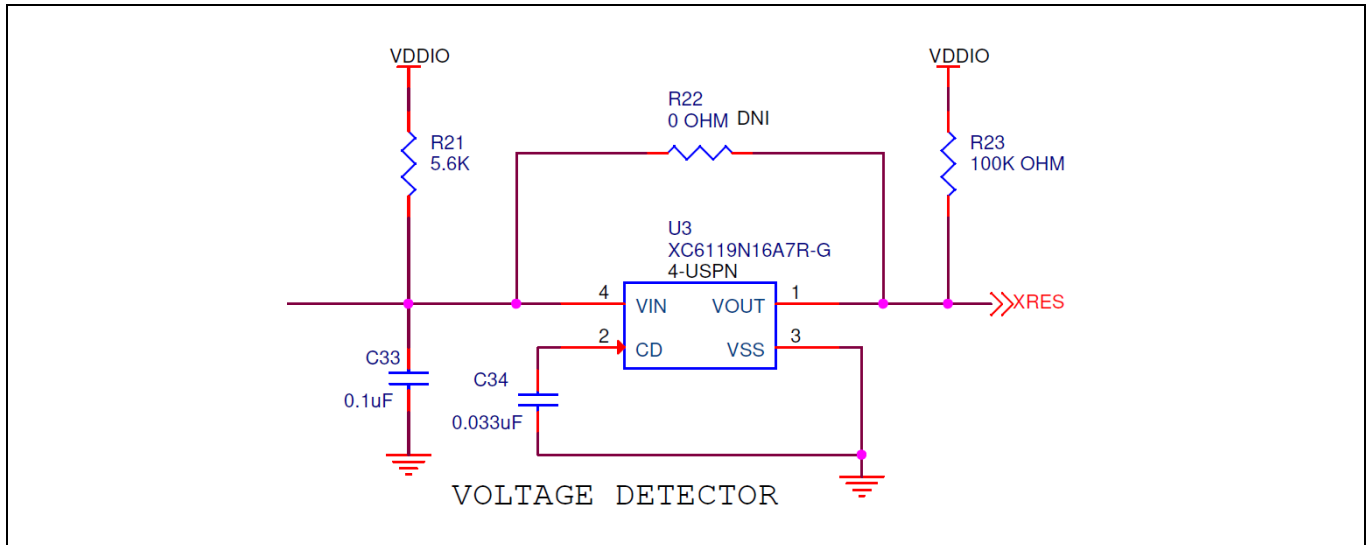 VDDIO
VDDIO
R22
0 OHM DNI
R21
5.6K
R23
100K OHM
U3
XC6119N16A7R-G
4-USPN
4
VIN
VOUT
1
XRES
2
CD
VSS
3
C33
0.1uF
C34
0.033uF
VOLTAGE DETECTOR